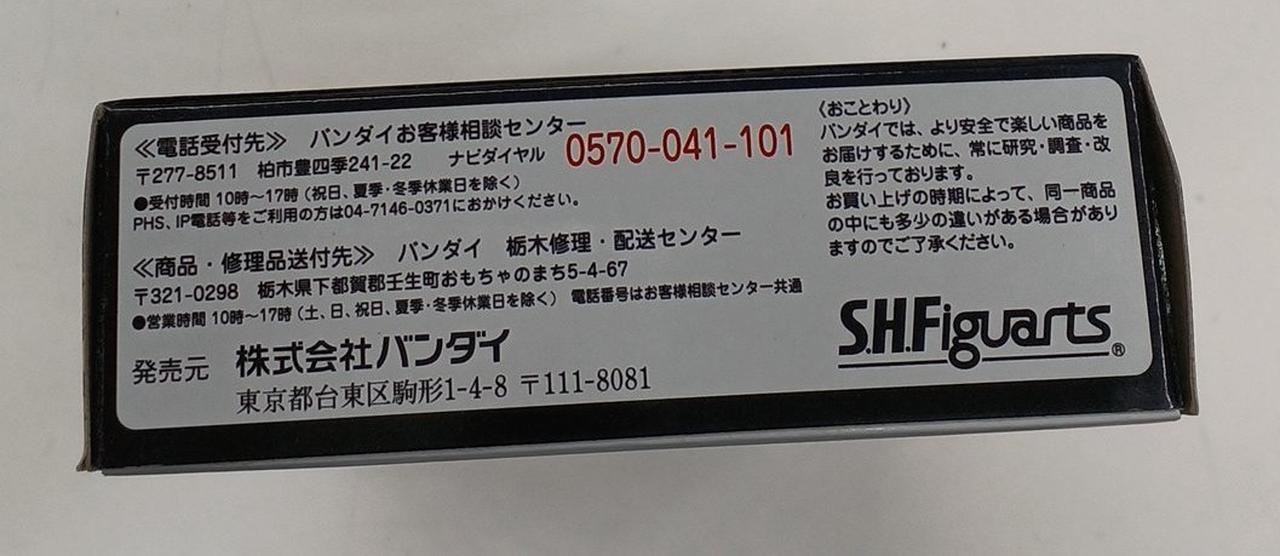 ≪電話受付先≫ バンダイお客様相談センター
〒277-8511 柏市豊四季241-22 ナビダイヤル 0570-041-101
●受付時間 10時～17時（祝日、夏季・冬季休業日を除く）
PHS、IP電話等をご利用の方は04-7146-0371におかけください。
≪商品・修理品送付先≫ バンダイ 栃木修理・配送センター
〒321-0298 栃木県下都賀郡壬生町おもちゃのまち5-4-67
●営業時間 10時～17時（土、日、祝日、夏季・冬季休業日を除く） 電話番号はお客様相談センター共通
発売元 株式会社バンダイ
東京都台東区駒形1-4-8 〒111-8081
〈おことわり〉
バンダイでは、より安全で楽しい商品を
お届けするために、常に研究・調査・改
良を行っております。
お買い上げの時期によって、同一商品
の中にも多少の違いがある場合があり
ますのでご了承ください。
S.H.Figuarts®